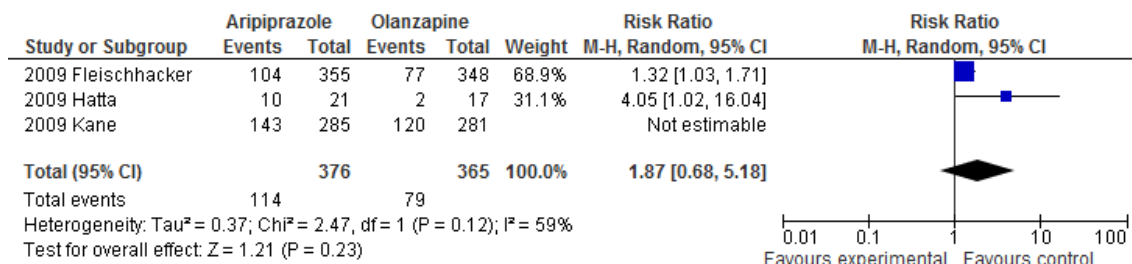 Aripiprazole Olanzapine Risk Ratio Risk Ratio
Study or Subgroup Events Total Events Total Weight M-H, Random, 95% CI M-H, Random, 95% CI
2009 Fleischhacker 104 355 77 348 68.9% 1.32 [1.03, 1.71]
2009 Hatta 10 21 2 17 31.1% 4.05 [1.02, 16.04]
2009 Kane 143 285 120 281 Not estimable
Total (95% CI) 376 365 100.0% 1.87 [0.68, 5.18]
Total events 114 79
Heterogeneity: Tau² = 0.37; Chi² = 2.47, df = 1 (P = 0.12); I² = 59%
Test for overall effect: Z = 1.21 (P = 0.23)
0.01 0.1 1 10 100
Favours experimental Favours control